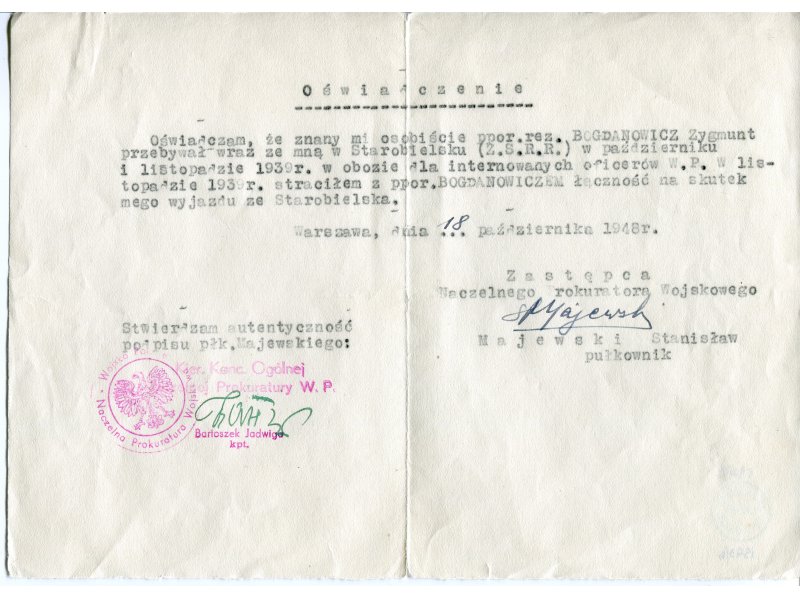 Oświadczenie
Oświadczam, że znany mi osobiście ppor.rez. BOGDANOWICZ Zygmunt
przebywał wraz ze mną w Starobielsku (Z.S.R.R.) w październiku
i listopadzie 1939r. w obozie dla internowanych oficerów W.P. W lis-
topadzie 1939r. straciłem z ppor.BOGDANOWICZEM łączność na skutek
mego wyjazdu ze Starobielska.
Warszawa, dnia 18 października 1948r.
Zastępca
Naczelnego Prokuratora Wojskowego
Majewski
Majewski Stanisław
pułkownik
Stwierdzam autentyczność
podpisu płk.Majewskiego:
Kier. Kanc. Ogólnej
Prokuratury W. P.
Naczelna Prokuratura
Bartoszek Jadwiga
kpt.